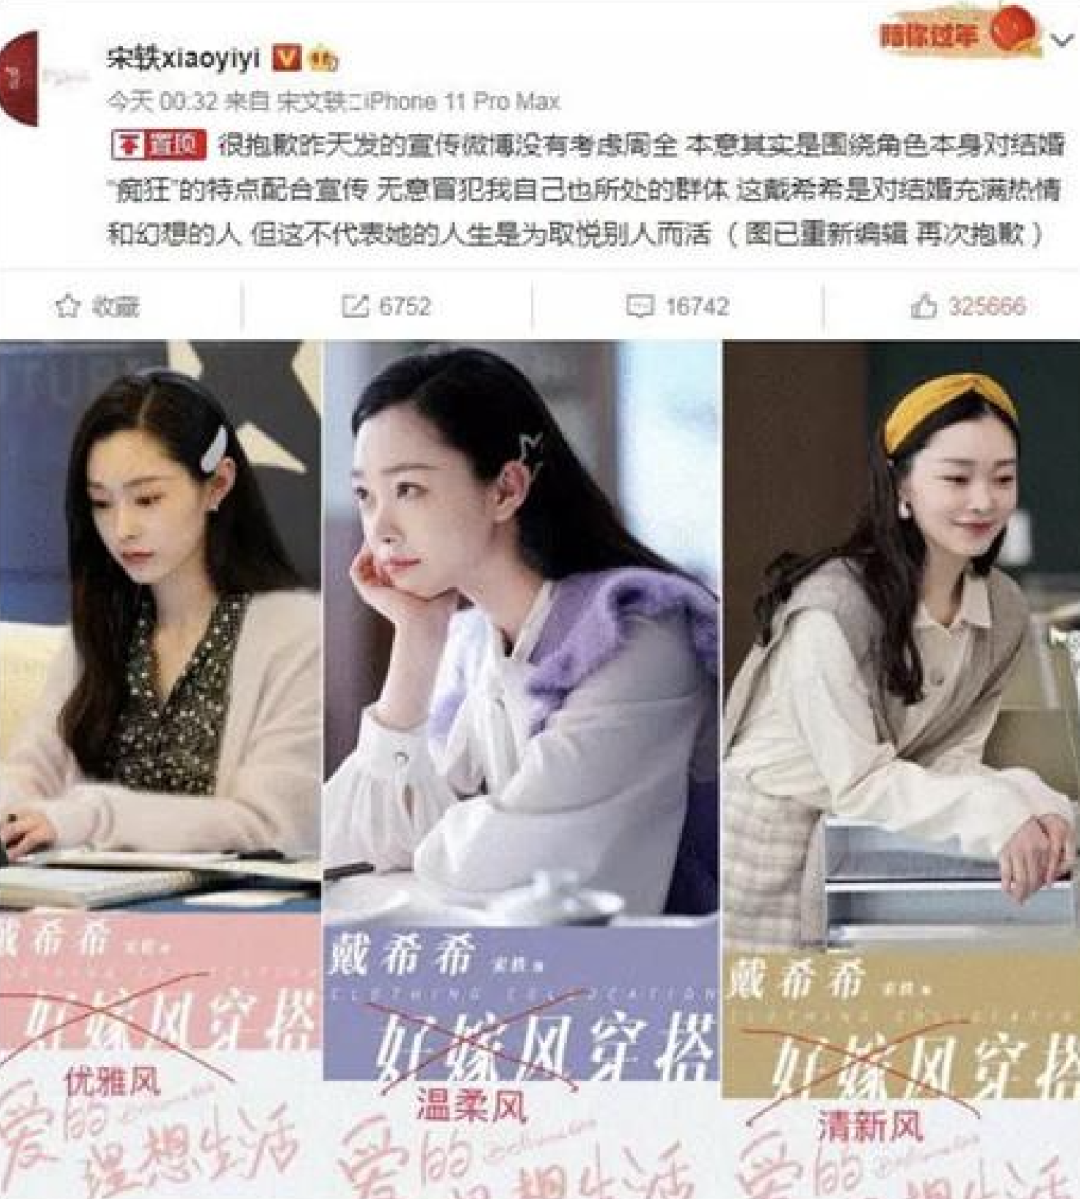 宋轶xiaoyiyi
陪你过年
今天 00:32 来自 宋文轶二iPhone 11 Pro Max
置顶 很抱歉昨天发的宣传微博没有考虑周全 本意其实是围绕角色本身对结婚
“痴狂”的特点配合宣传 无意冒犯我自己也所处的群体 这戴希希是对结婚充满热情
和幻想的人 但这不代表她的人生是为取悦别人而活（图已重新编辑 再次抱歉）
收藏 6752 16742 325666
戴希希 宋轶
好嫁风穿搭
优雅风
爱的
理想生活
戴希希 宋轶 饰
CLOTHING COLLOCATION
好嫁风穿搭
温柔风
爱的
想生活
戴希希 宋轶
好嫁风穿搭
清新风
爱的